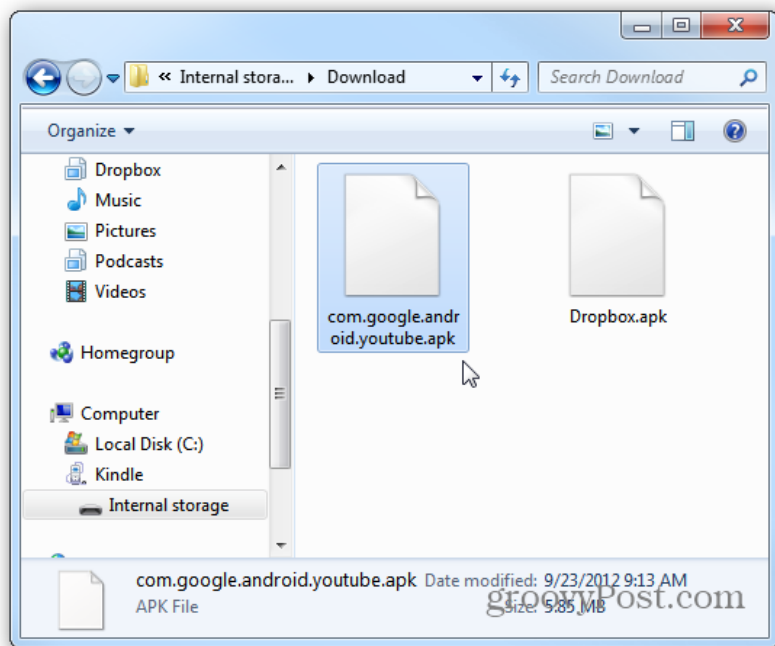 « Internal stora... Download
Search Download
Organize
Dropbox
Music
Pictures
Podcasts
Videos
Homegroup
Computer
Local Disk (C:)
Kindle
Internal storage
com.google.andr
oid.youtube.apk
Dropbox.apk
com.google.android.youtube.apk Date modified: 9/23/2012 9:13 AM
APK File Size: 5.85 MB
groovyPost.com